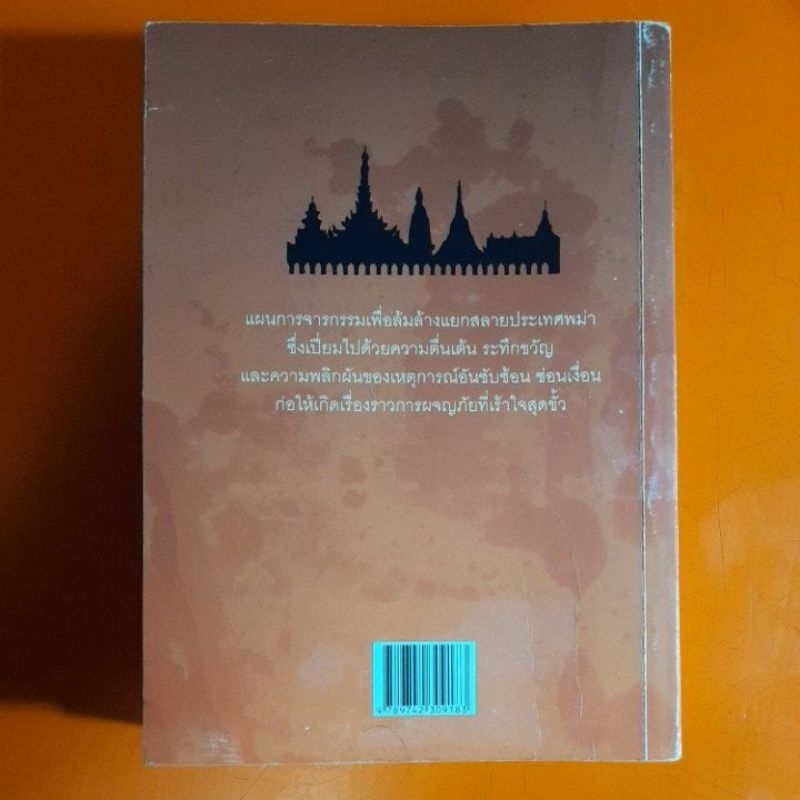 แผนการจารกรรมเพื่อล้มล้างแยกสลายประเทศพม่า
ซึ่งเปี่ยมไปด้วยความตื่นเต้น ระทึกขวัญ
และความพลิกผันของเหตุการณ์อันซับซ้อน ซ่อนเงื่อน
ก่อให้เกิดเรื่องราวการผจญภัยที่เร้าใจสุดขั้ว
9 789742 309183